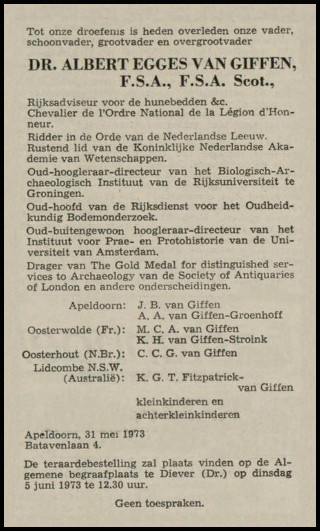 Tot onze droefenis is heden overleden onze vader,
schoonvader, grootvader en overgrootvader
DR. ALBERT EGGES VAN GIFFEN,
F.S.A., F.S.A. Scot.,
Rijksadviseur voor de hunebedden &c.
Chevalier de l'Ordre National de la Légion d'Hon-
neur.
Ridder in de Orde van de Nederlandse Leeuw.
Rustend lid van de Koninklijke Nederlandse Aka-
demie van Wetenschappen.
Oud-hoogleraar-directeur van het Biologisch-Ar-
chaeologisch Instituut van de Rijksuniversiteit te
Groningen.
Oud-hoofd van de Rijksdienst voor het Oudheid-
kundig Bodemonderzoek.
Oud-buitengewoon hoogleraar-directeur van het
Instituut voor Prae- en Protohistorie van de Uni-
versiteit van Amsterdam.
Drager van The Gold Medal for distinguished ser-
vices to Archaeology van de Society of Antiquaries
of London en andere onderscheidingen.
Apeldoorn: J. B. van Giffen
A. A. van Giffen-Groenhoff
Oosterwolde (Fr.): M. C. A. van Giffen
K. H. van Giffen-Stroink
Oosterhout (N.Br.): C. C. G. van Giffen
Lidcombe N.S.W.
(Australië): K. G. T. Fitzpatrick-
van Giffen
kleinkinderen en
achterkleinkinderen
Apeldoorn, 31 mei 1973
Batavenlaan 4.
De teraardebestelling zal plaats vinden op de Al-
gemene begraafplaats te Diever (Dr.) op dinsdag
5 juni 1973 te 12.30 uur.
Geen toespraken.